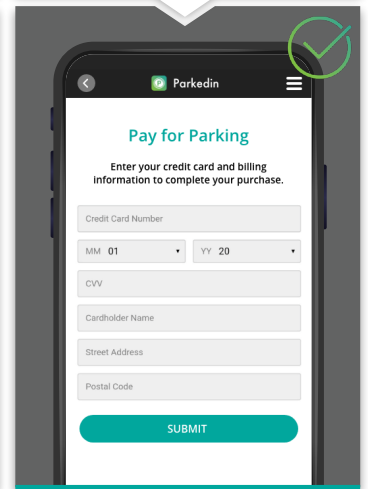 Parkedin
Pay for Parking
Enter your credit card and billing
information to complete your purchase.
Credit Card Number
MM 01 YY 20
CVV
Cardholder Name
Street Address
Postal Code
SUBMIT